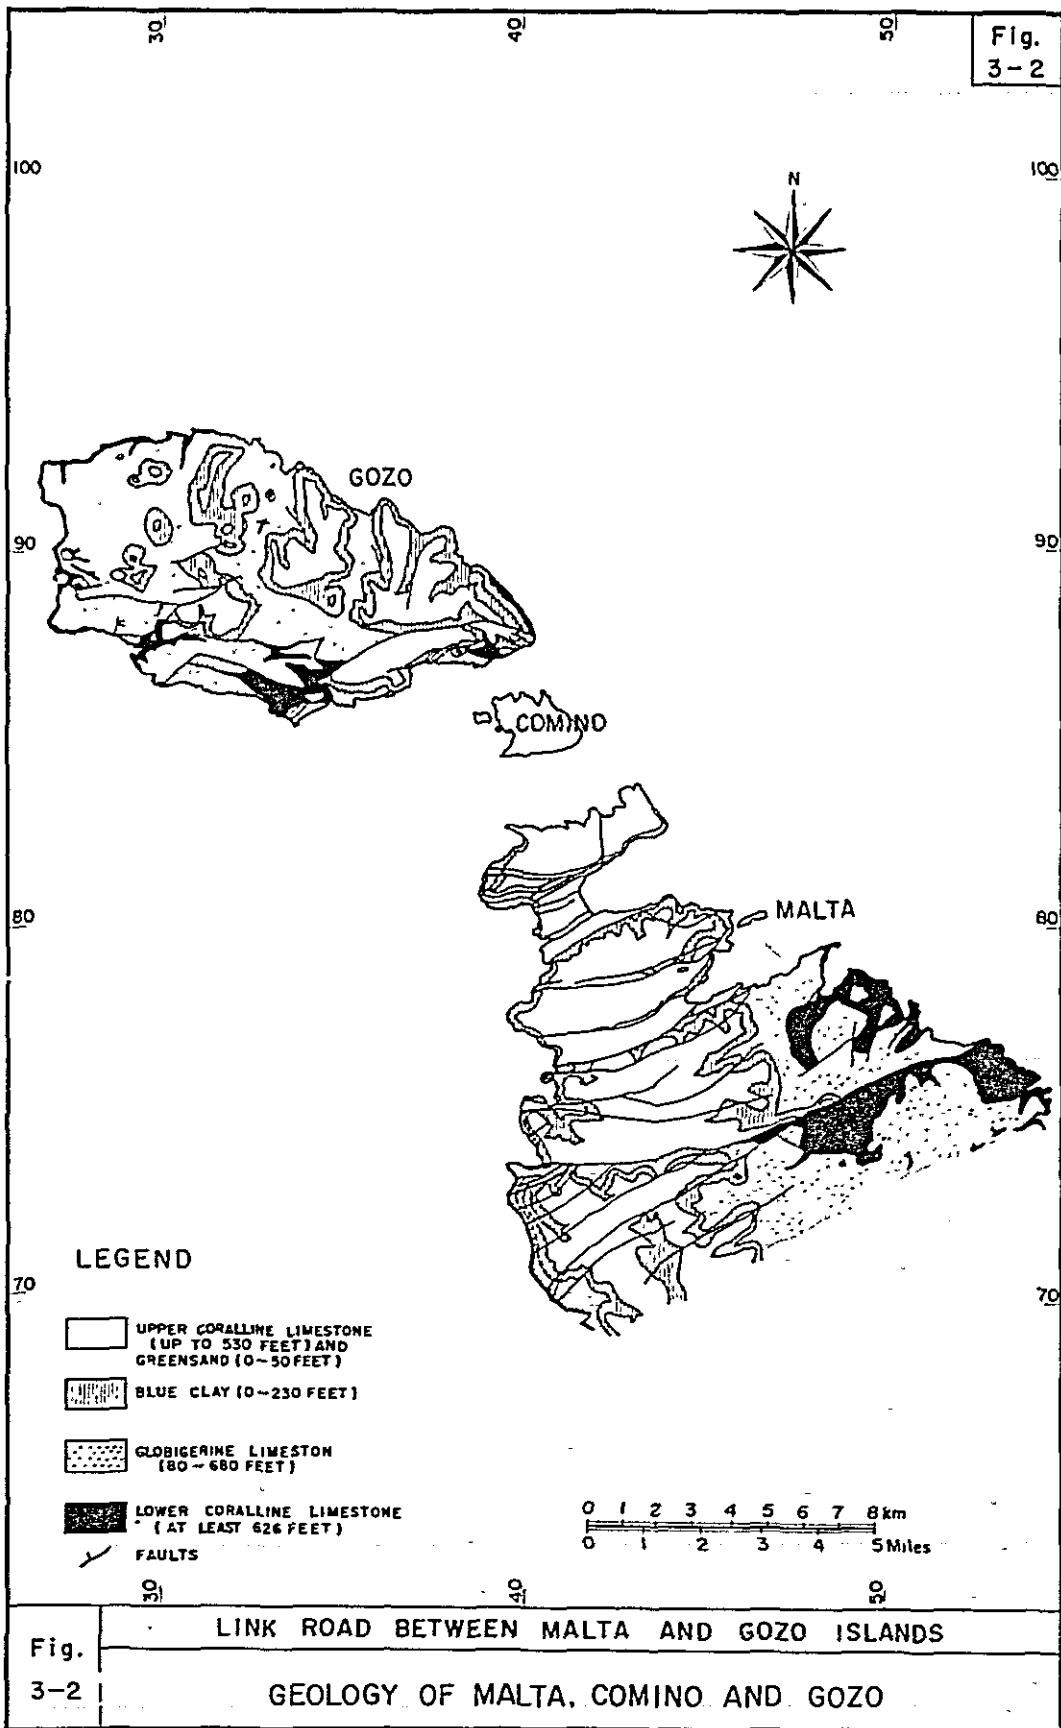 30
40
50
Fig.
3-2
100
100
N
GOZO
90
90
COMINO
80
MALTA
80
LEGEND
70
70
UPPER CORALLINE LIMESTONE
(UP TO 530 FEET) AND
GREENSAND (0~50 FEET)
BLUE CLAY (0~230 FEET)
GLOBIGERINE LIMESTON
(80~680 FEET)
LOWER CORALLINE LIMESTONE
(AT LEAST 626 FEET)
FAULTS
0 1 2 3 4 5 6 7 8 km
0 1 2 3 4 5 Miles
30
40
50
Fig.
3-2
LINK ROAD BETWEEN MALTA AND GOZO ISLANDS
GEOLOGY OF MALTA, COMINO AND GOZO